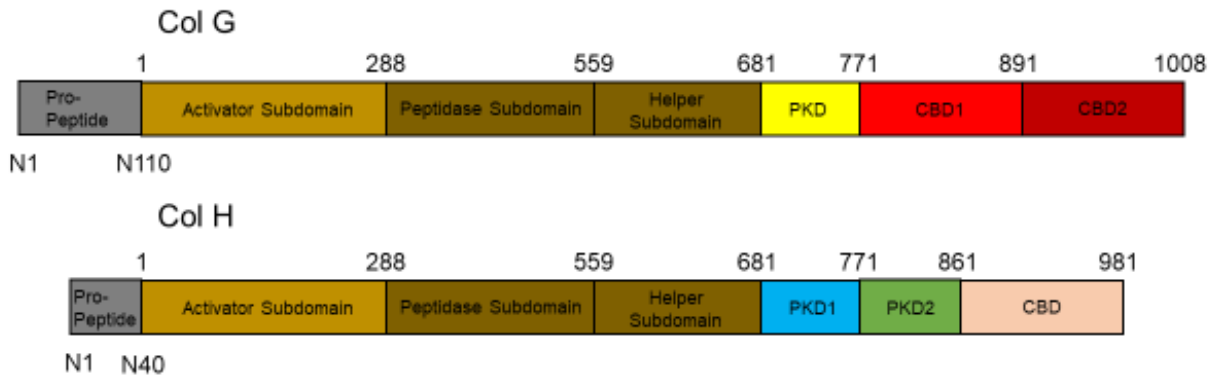 Col G
1 288 559 681 771 891 1008
Pro-
Peptide
Activator Subdomain
Peptidase Subdomain
Helper
Subdomain
PKD
CBD1
CBD2
N1 N110
Col H
1 288 559 681 771 861 981
Pro-
Peptide
Activator Subdomain
Peptidase Subdomain
Helper
Subdomain
PKD1
PKD2
CBD
N1 N40